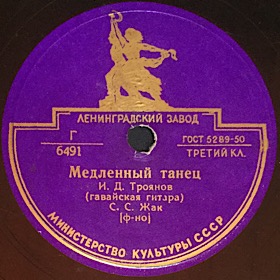 ЛЕНИНГРАДСКИЙ ЗАВОД
Г
6491
ГОСТ 5289-50
ТРЕТИЙ КЛ.
Медленный танец
И. Д. Троянов
(гавайская гитара)
С. С. Жак
[ф-но]
МИНИСТЕРСТВО КУЛЬТУРЫ СССР